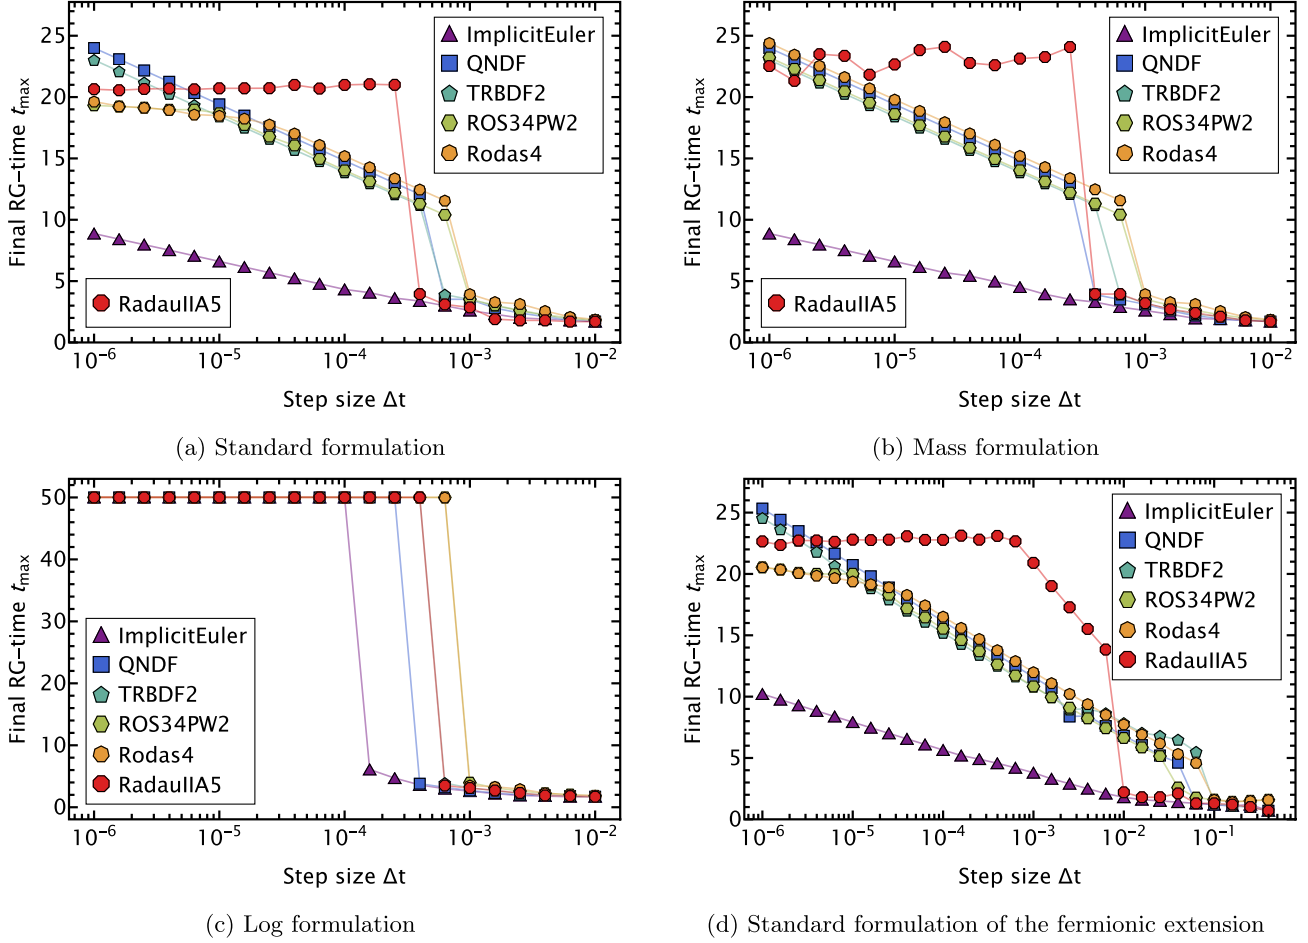 Final RG-time tmax
25
20
15
10
5
0
ImplicitEuler
QNDF
TRBDF2
ROS34PW2
Rodas4
RadauIIA5
10⁻⁶ 10⁻⁵ 10⁻⁴ 10⁻³ 10⁻²
Step size Δt
(a) Standard formulation
Final RG-time tmax
25
20
15
10
5
0
ImplicitEuler
QNDF
TRBDF2
ROS34PW2
Rodas4
RadauIIA5
10⁻⁶ 10⁻⁵ 10⁻⁴ 10⁻³ 10⁻²
Step size Δt
(b) Mass formulation
Final RG-time tmax
50
40
30
20
10
0
ImplicitEuler
QNDF
TRBDF2
ROS34PW2
Rodas4
RadauIIA5
10⁻⁶ 10⁻⁵ 10⁻⁴ 10⁻³ 10⁻²
Step size Δt
(c) Log formulation
Final RG-time tmax
25
20
15
10
5
0
ImplicitEuler
QNDF
TRBDF2
ROS34PW2
Rodas4
RadauIIA5
10⁻⁶ 10⁻⁵ 10⁻⁴ 10⁻³ 10⁻² 10⁻¹
Step size Δt
(d) Standard formulation of the fermionic extension